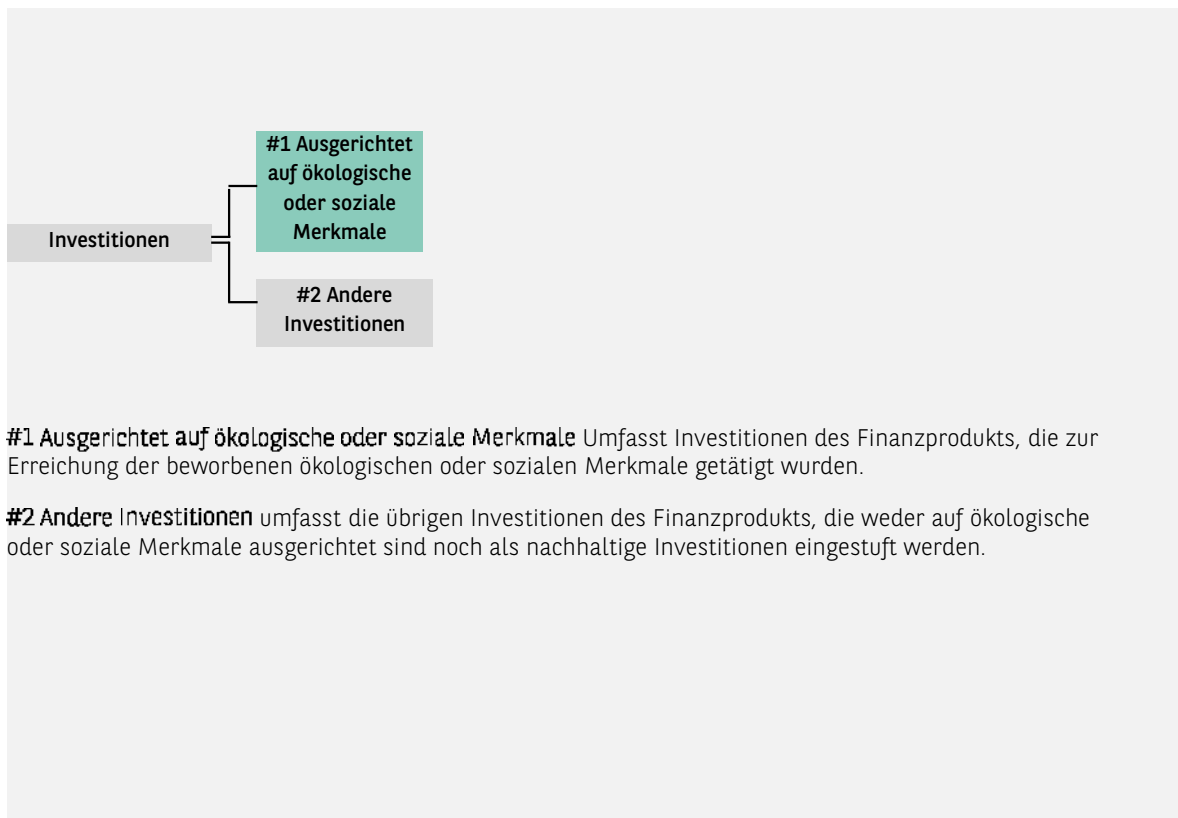 #1 Ausgerichtet
auf ökologische
oder soziale
Merkmale
Investitionen
#2 Andere
Investitionen
#1 Ausgerichtet auf ökologische oder soziale Merkmale Umfasst Investitionen des Finanzprodukts, die zur
Erreichung der beworbenen ökologischen oder sozialen Merkmale getätigt wurden.
#2 Andere Investitionen umfasst die übrigen Investitionen des Finanzprodukts, die weder auf ökologische
oder soziale Merkmale ausgerichtet sind noch als nachhaltige Investitionen eingestuft werden.